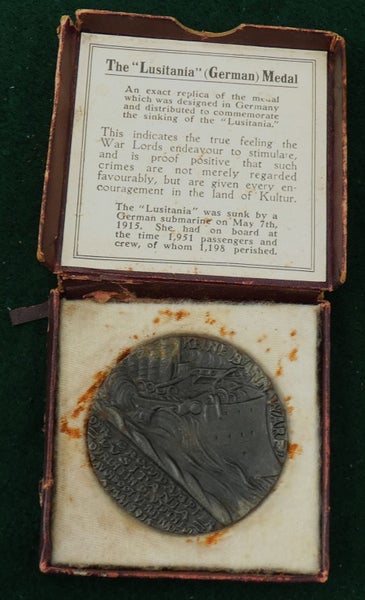 The "Lusitania" (German) Medal
An exact replica of the medal
which was designed in Germany
and distributed to commemorate
the sinking of the "Lusitania."
This indicates the true feeling the
War Lords endeavour to stimulate,
and is proof positive that such
crimes are not merely regarded
favourably, but are given every en-
couragement in the land of Kultur.
The "Lusitania" was sunk by a
German submarine on May 7th,
1915. She had on board at
the time 1,951 passengers and
crew, of whom 1,198 perished.
KEINE BANNWARE!